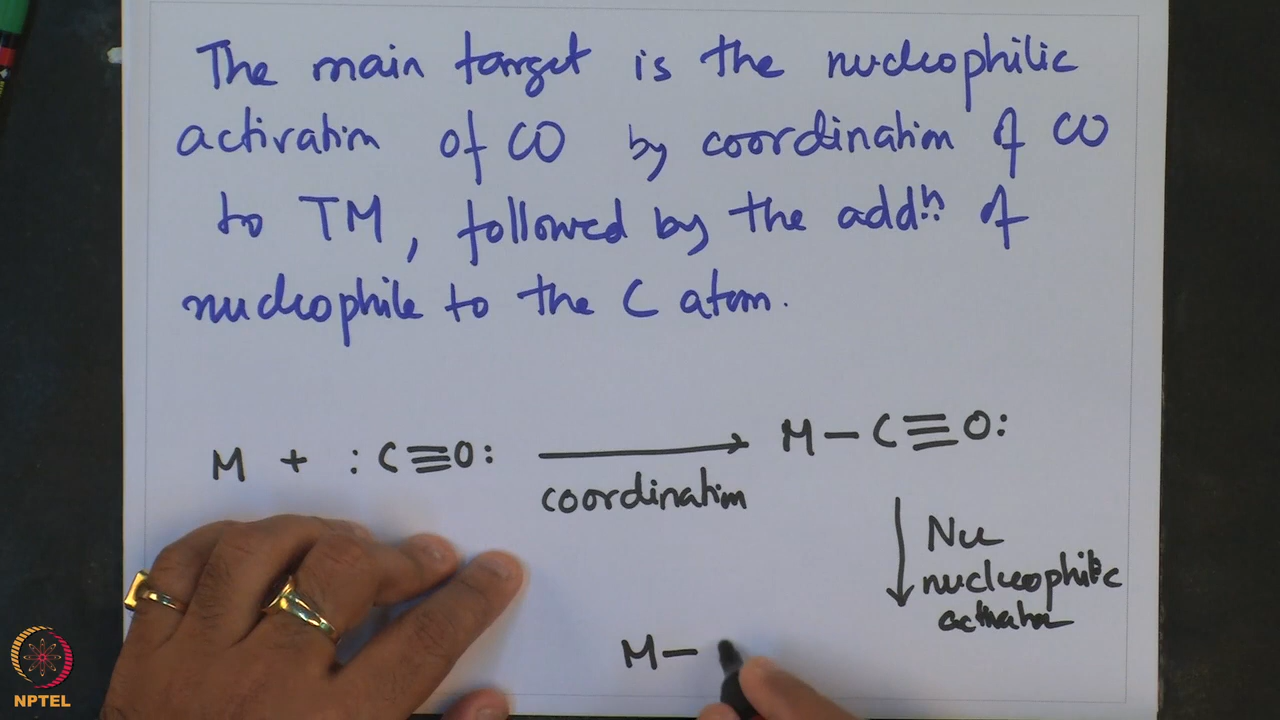 The main target is the nucleophilic
activation of CO by coordination of CO
to TM, followed by the addn of
nucleophile to the C atom.
M + :C≡O: → M-C≡O:
coordination
Nu
nucleophilic
activation
M-
NPTEL